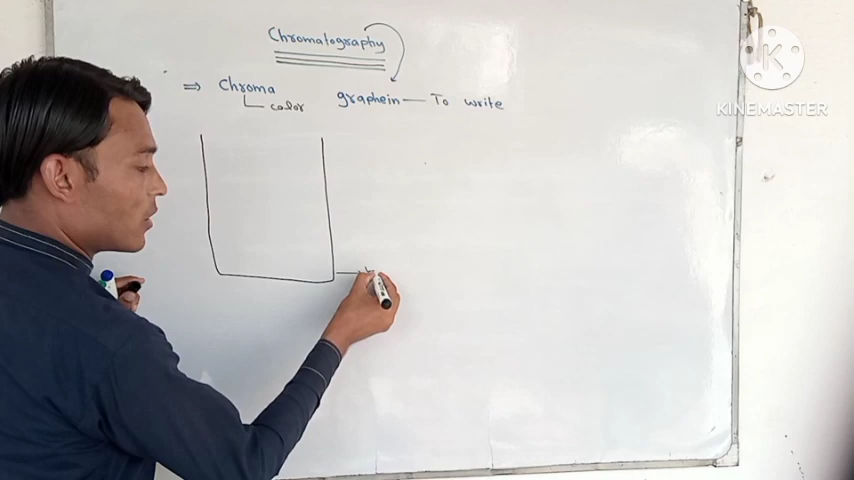 Chromatography
⇒ Chroma graphein — To write
color
KINEMASTER